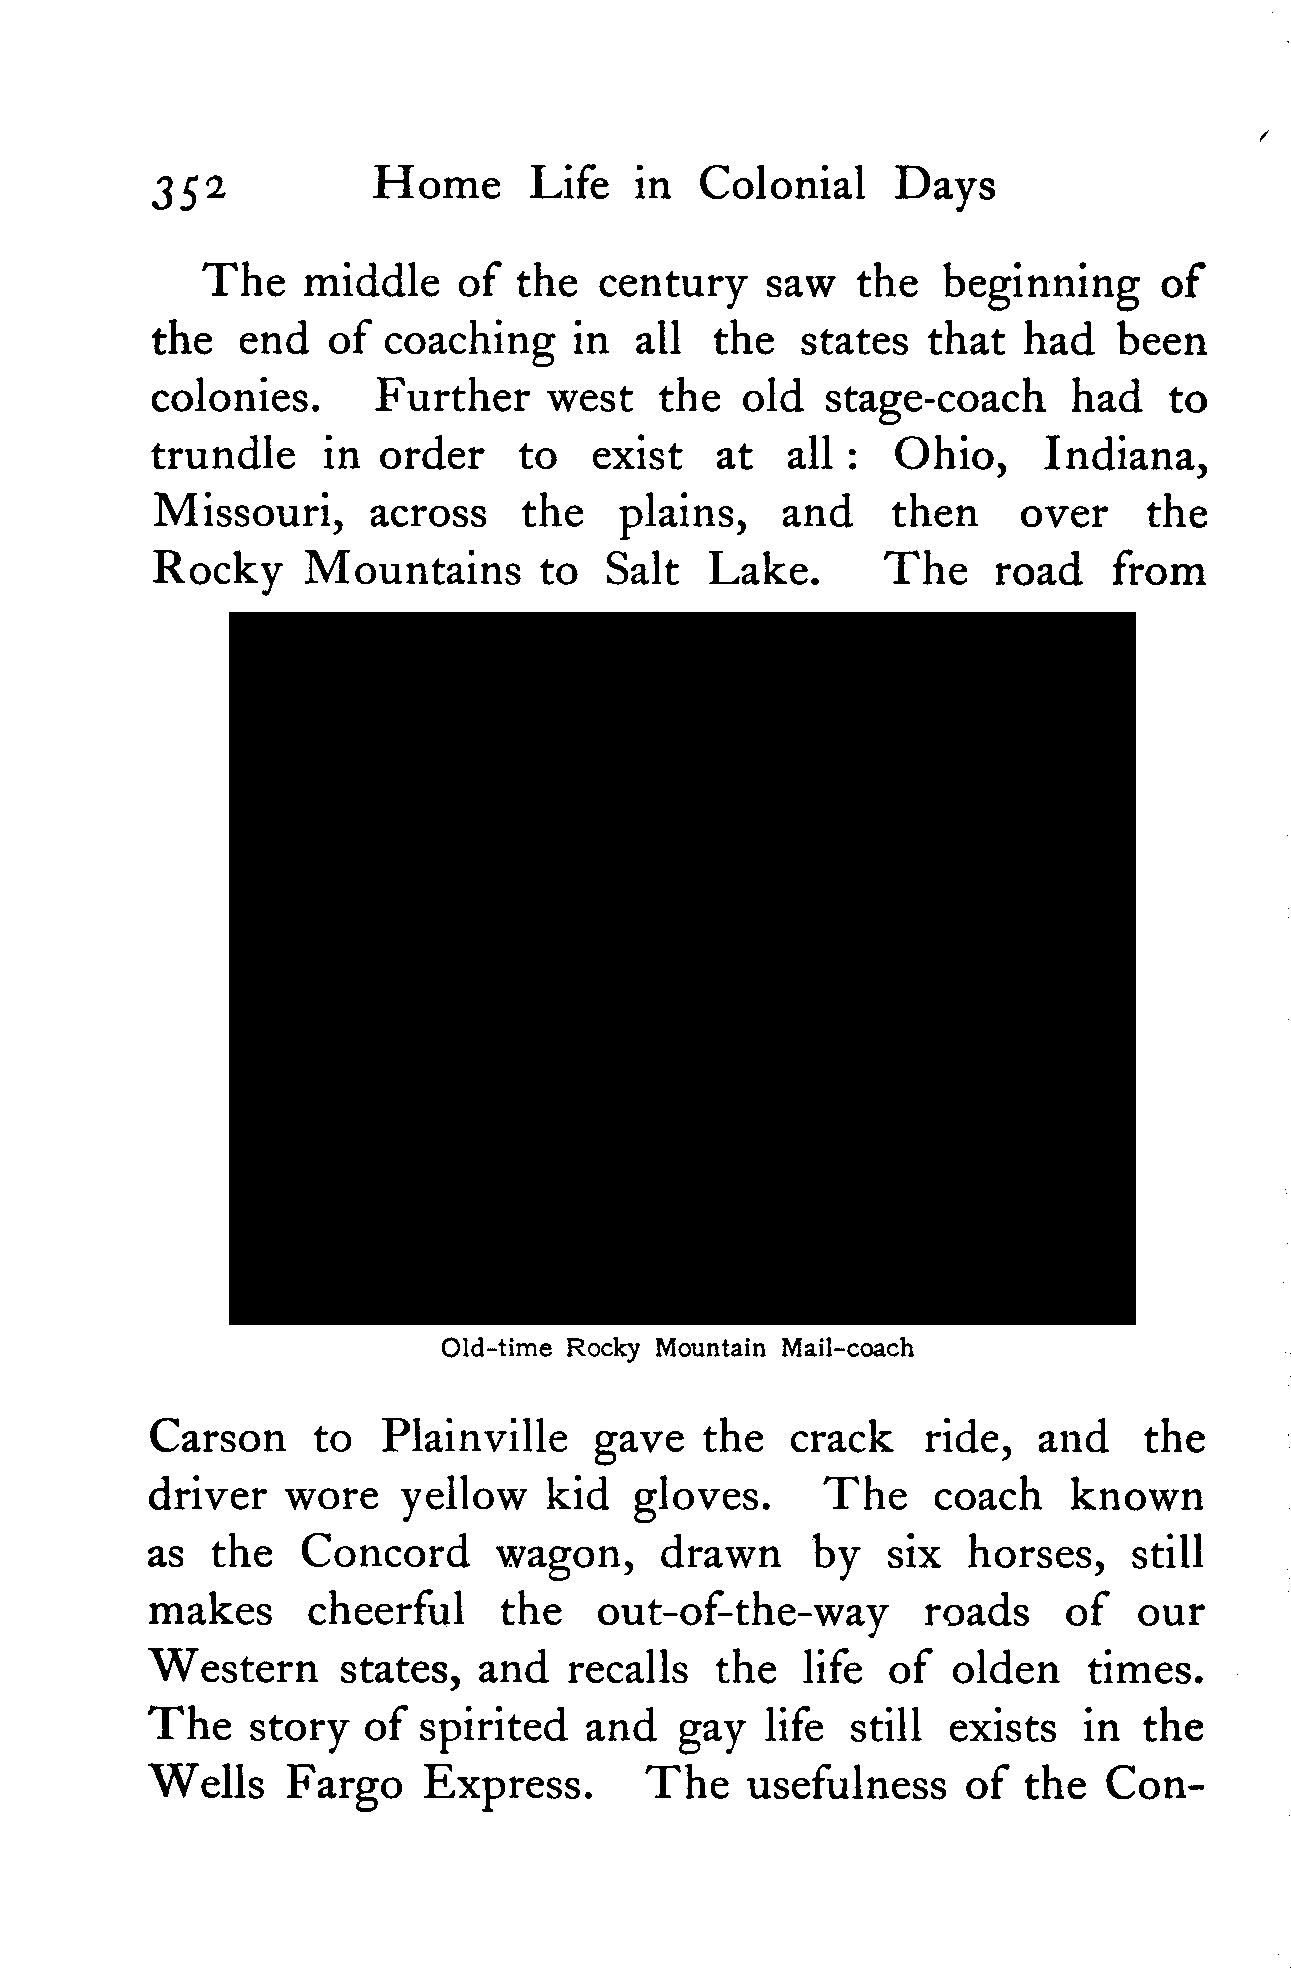 352 Home Life in Colonial Days
The middle of the century saw the beginning of
the end of coaching in all the states that had been
colonies. Further west the old stage-coach had to
trundle in order to exist at all : Ohio, Indiana,
Missouri, across the plains, and then over the
Rocky Mountains to Salt Lake. The road from
Old-time Rocky Mountain Mail-coach
Carson to Plainville gave the crack ride, and the
driver wore yellow kid gloves. The coach known
as the Concord wagon, drawn by six horses, still
makes cheerful the out-of-the-way roads of our
Western states, and recalls the life of olden times.
The story of spirited and gay life still exists in the
Wells Fargo Express. The usefulness of the Con-